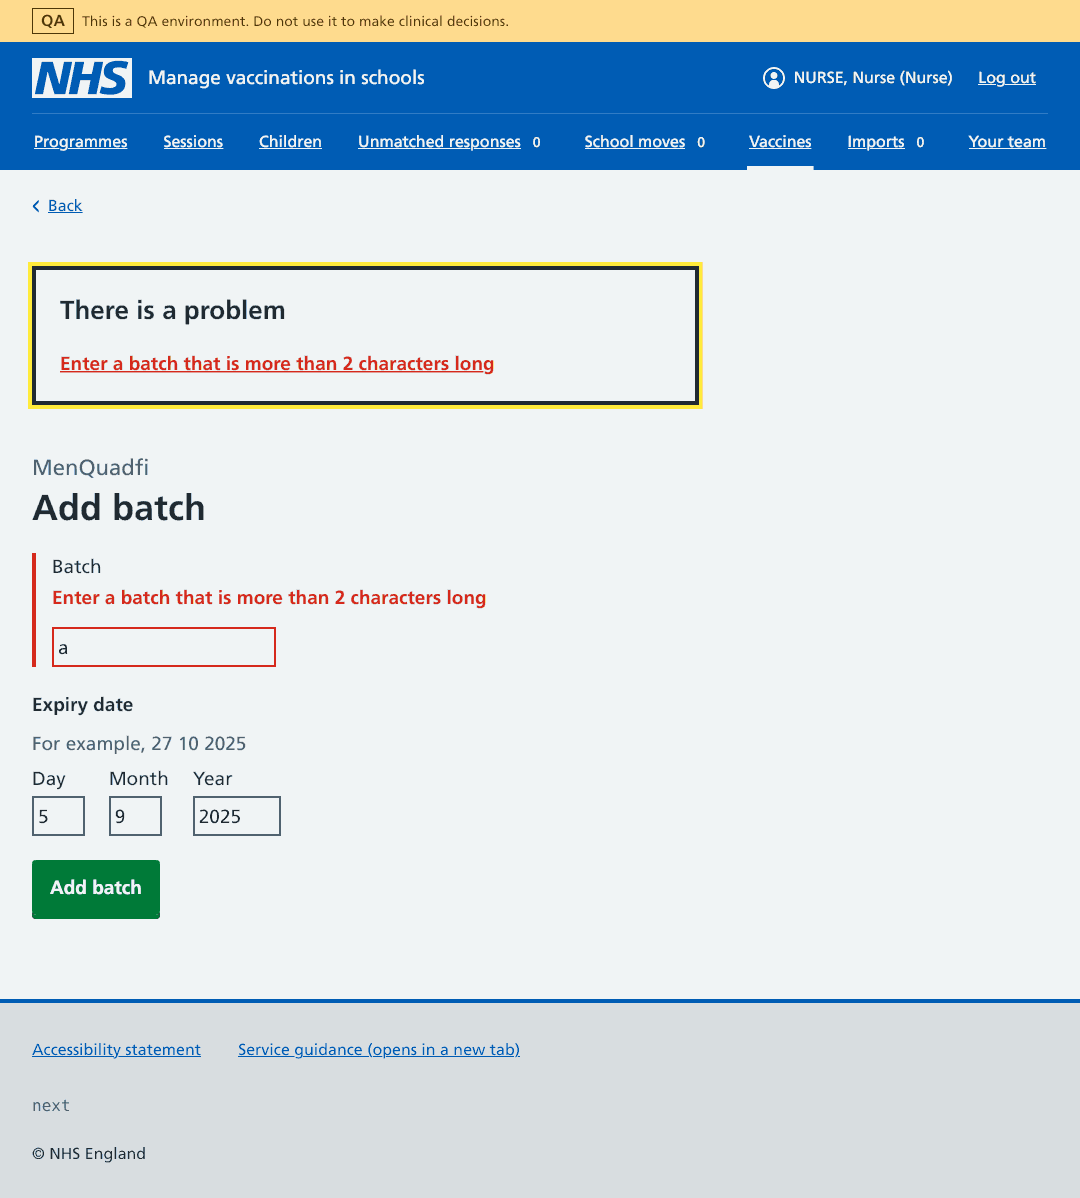 QA This is a QA environment. Do not use it to make clinical decisions.
NHS Manage vaccinations in schools NURSE, Nurse (Nurse) Log out
Programmes Sessions Children Unmatched responses 0 School moves 0 Vaccines Imports 0 Your team
Back
There is a problem
Enter a batch that is more than 2 characters long
MenQuadfi
Add batch
Batch
Enter a batch that is more than 2 characters long
a
Expiry date
For example, 27 10 2025
Day Month Year
5 9 2025
Add batch
Accessibility statement Service guidance (opens in a new tab)
next
© NHS England